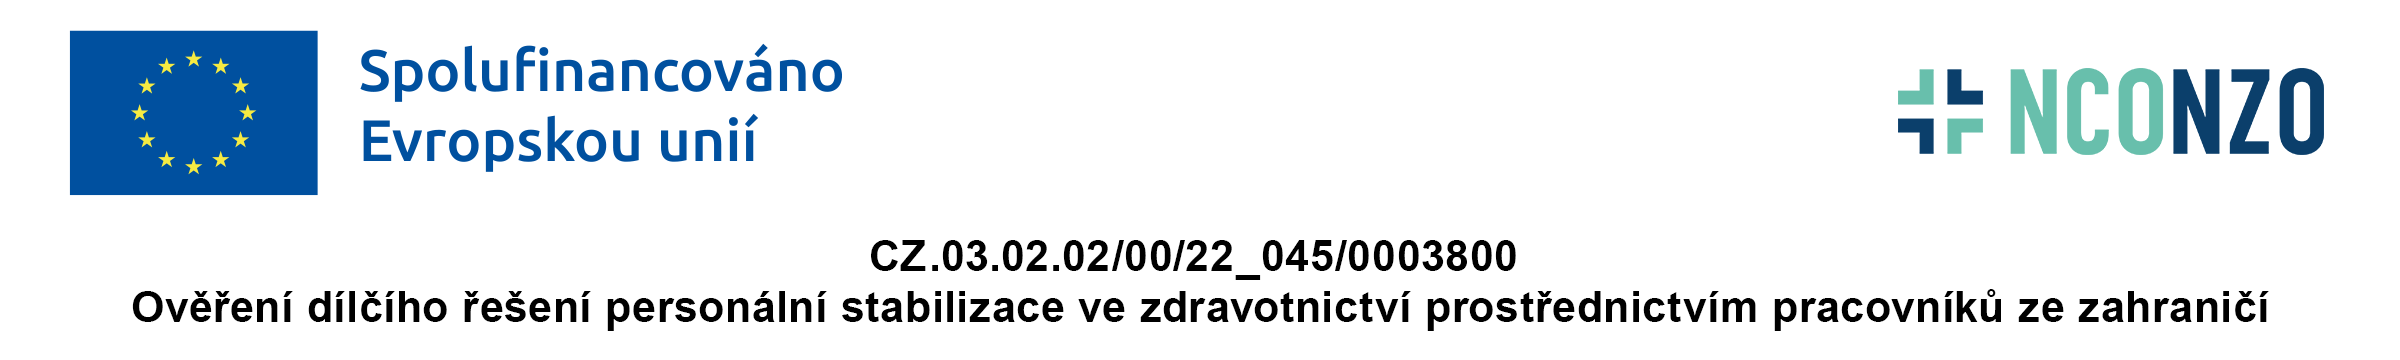 Spolufinancováno
Evropskou unií
NCONZO
CZ.03.02.02/00/22_045/0003800
Ověření dílčího řešení personální stabilizace ve zdravotnictví prostřednictvím pracovníků ze zahraničí